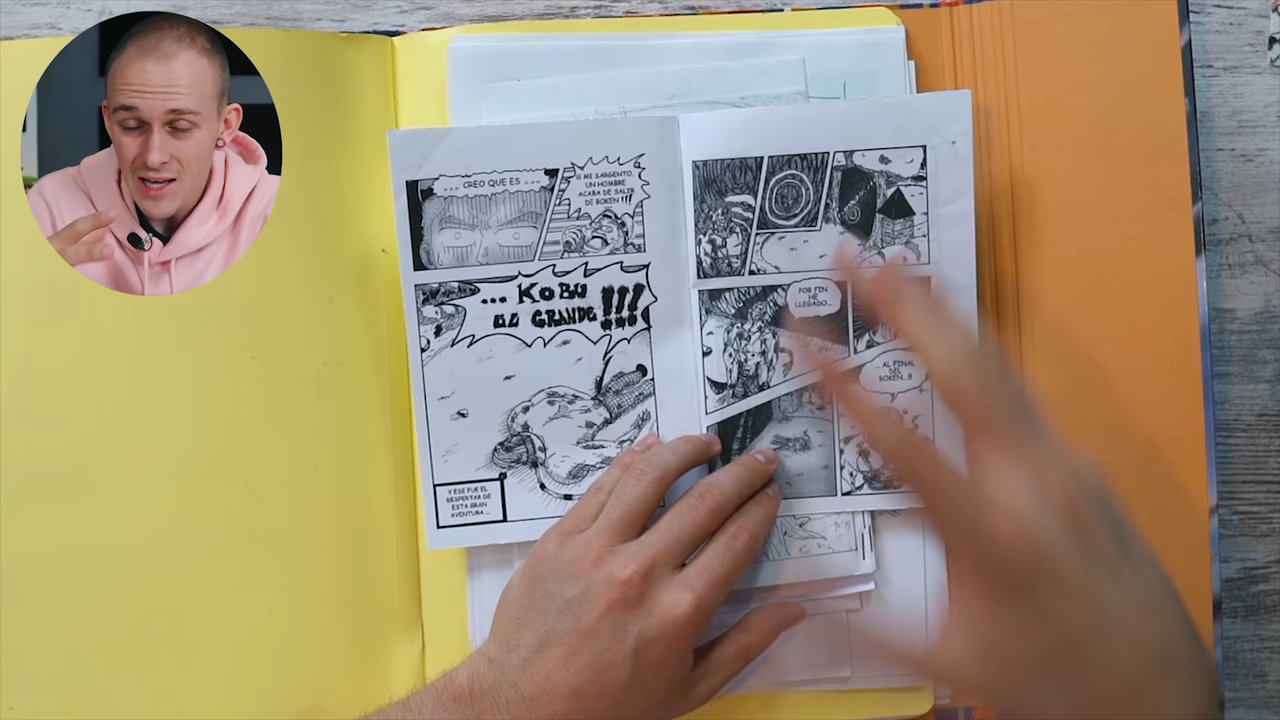 ... CREO QUE ES ...
¡¡¡ MI SARGENTO,
UN HOMBRE
ACABA DE SALIR
DE BOKEN !!!
... KOBU
EL GRANDE !!!
Y ESE FUE EL
DESPERTAR DE
ESTA GRAN
AVENTURA ...
POR FIN
HE
LLEGADO...
... AL FINAL
DEL
BOKEN...!!